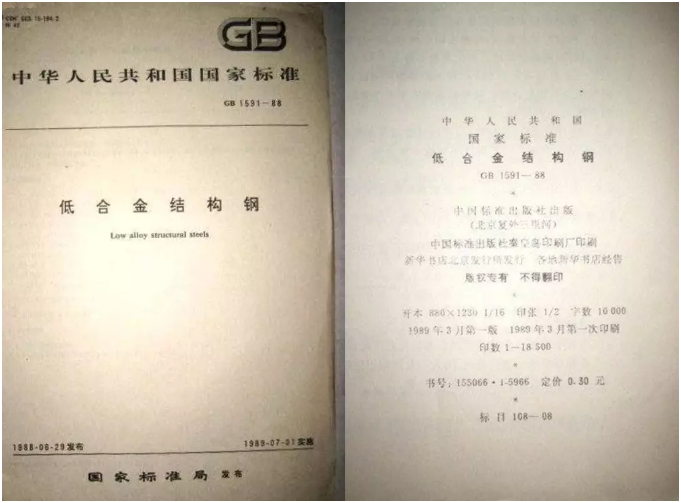 GB
中华人民共和国国家标准
GB 1591—88
低合金结构钢
Low alloy structural steels
1988-06-29发布
1989-07-01实施
国家标准局 发布
中华人民共和国
国家标准
低合金结构钢
GB 1591—88
*
中国标准出版社出版
(北京复外三里河)
中国标准出版社秦皇岛印刷厂印刷
新华书店北京发行所发行 各地新华书店经售
版权专有 不得翻印
*
开本 880×1230 1/16 印张 1/2 字数 10 000
1989年3月第一版 1989年3月第一次印刷
印数 1—18 500
*
书号: 155066·1-5966 定价 0.30 元
*
标目 108—08